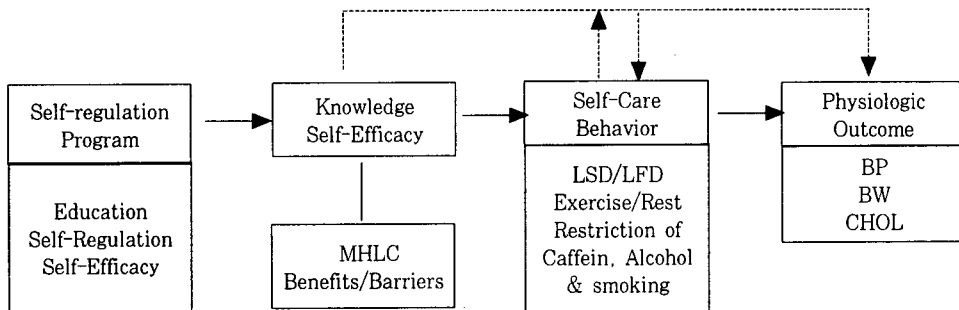 Self-regulation
Program
Education
Self-Regulation
Self-Efficacy
Knowledge
Self-Efficacy
MHLC
Benefits/Barriers
Self-Care
Behavior
LSD/LFD
Exercise/Rest
Restriction of
Caffein, Alcohol
& smoking
Physiologic
Outcome
BP
BW
CHOL